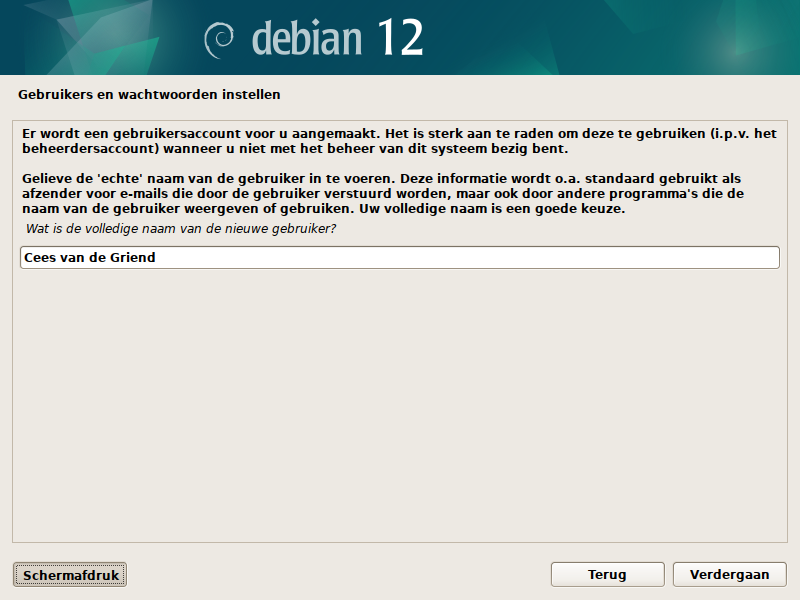 debian 12
Gebruikers en wachtwoorden instellen
Er wordt een gebruikersaccount voor u aangemaakt. Het is sterk aan te raden om deze te gebruiken (i.p.v. het
beheerdersaccount) wanneer u niet met het beheer van dit systeem bezig bent.
Gelieve de 'echte' naam van de gebruiker in te voeren. Deze informatie wordt o.a. standaard gebruikt als
afzender voor e-mails die door de gebruiker verstuurd worden, maar ook door andere programma's die de
naam van de gebruiker weergeven of gebruiken. Uw volledige naam is een goede keuze.
Wat is de volledige naam van de nieuwe gebruiker?
Cees van de Griend
Schermafdruk
Terug
Verdergaan